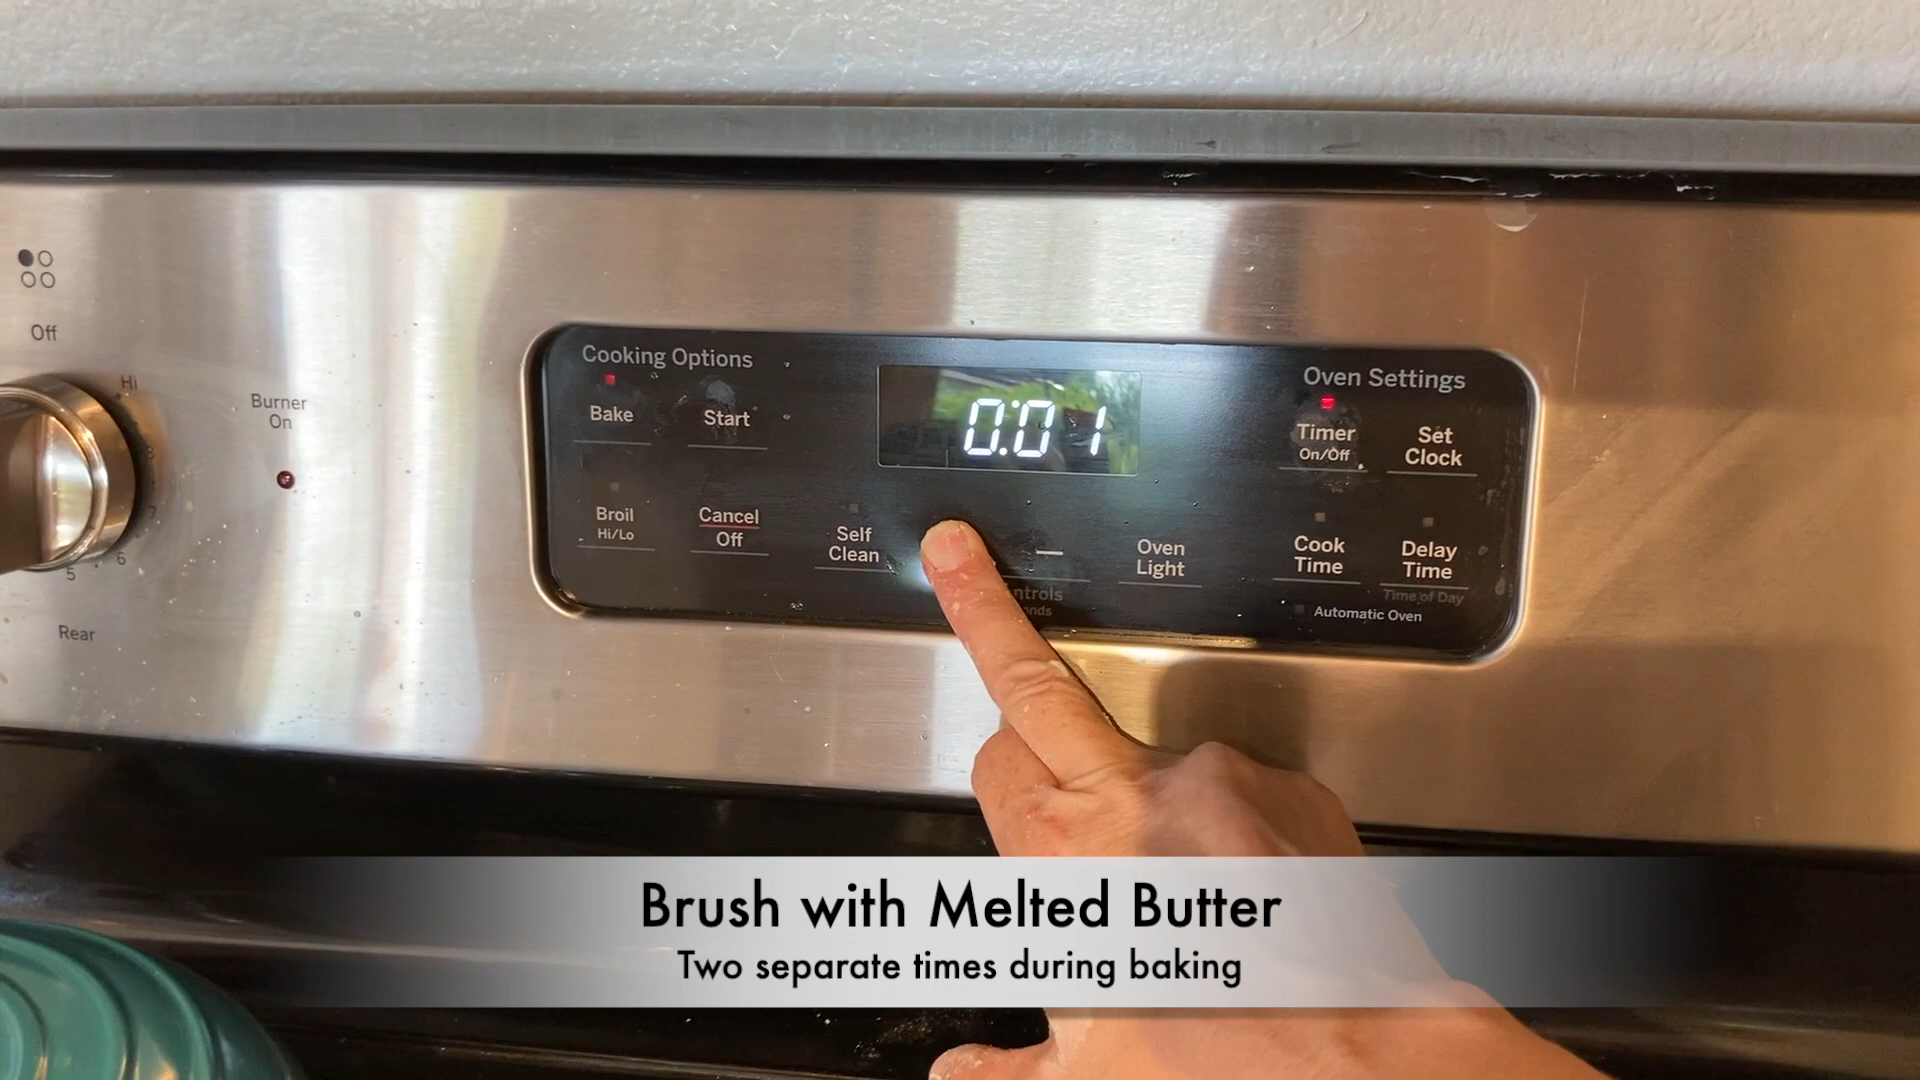 Off
Hi
Burner
On
6
5
Rear
Cooking Options
Bake
Start
Broil
Hi/Lo
Cancel
Off
Self
Clean
0:01
Oven
Light
Oven Settings
Timer
On/Off
Set
Clock
Cook
Time
Delay
Time
Time of Day
Automatic Oven
Brush with Melted Butter
Two separate times during baking